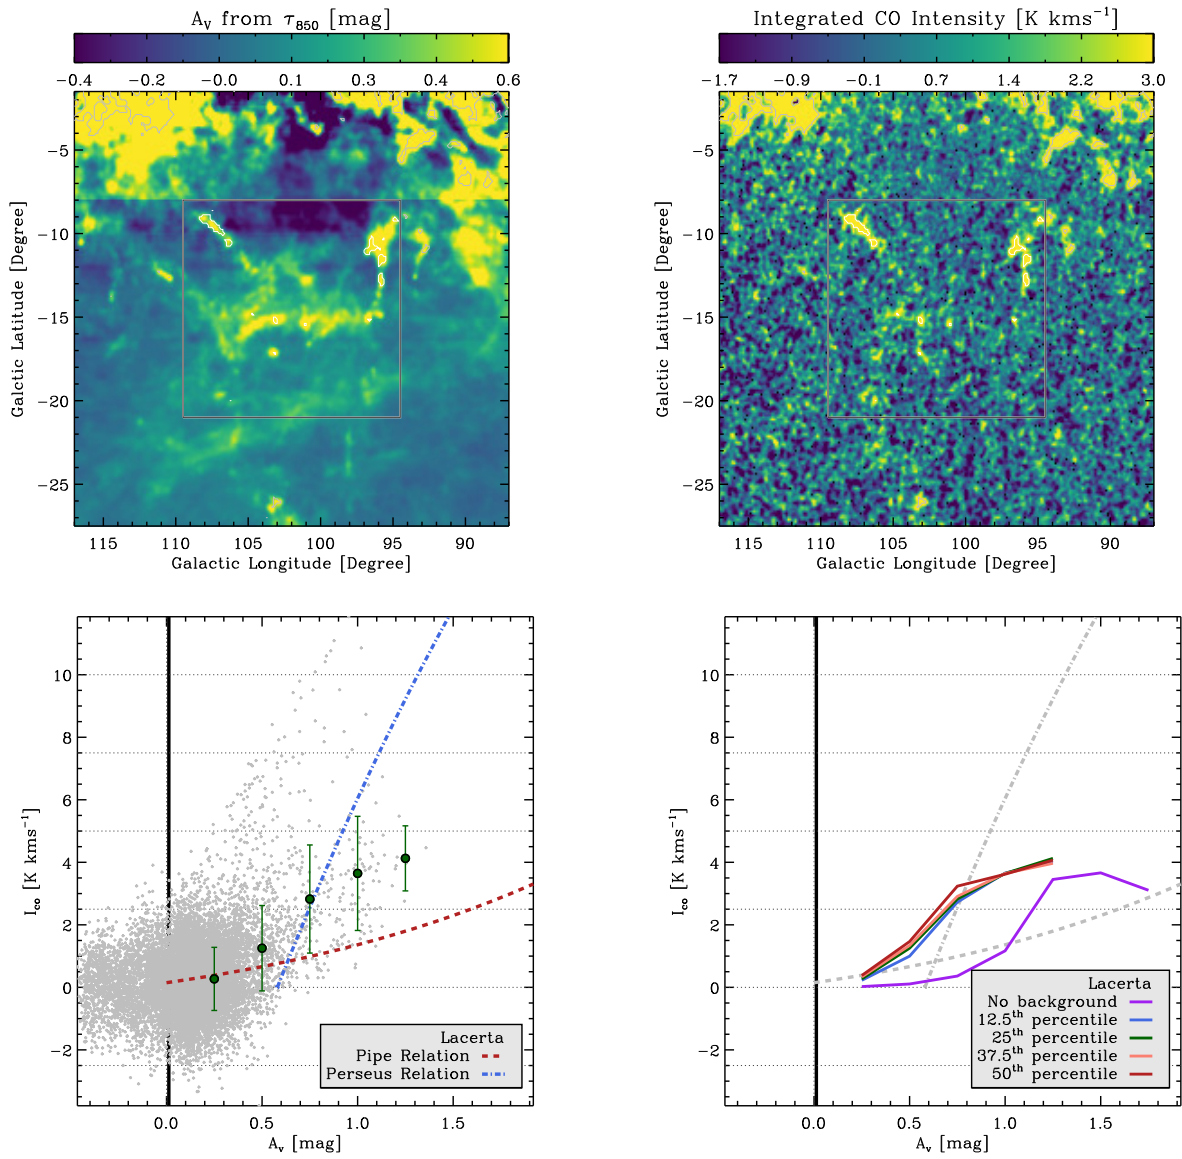 A_V from τ_850 [mag]
-0.4 -0.2 -0.0 0.1 0.3 0.4 0.6
Integrated CO Intensity [K kms^-1]
-1.7 -0.9 -0.1 0.7 1.4 2.2 3.0
Galactic Latitude [Degree]
-5
-10
-15
-20
-25
115 110 105 100 95 90
Galactic Longitude [Degree]
Galactic Latitude [Degree]
-5
-10
-15
-20
-25
115 110 105 100 95 90
Galactic Longitude [Degree]
I_co [K kms^-1]
10
8
6
4
2
0
-2
0.0 0.5 1.0 1.5
A_v [mag]
Lacerta
Pipe Relation
Perseus Relation
I_co [K kms^-1]
10
8
6
4
2
0
-2
0.0 0.5 1.0 1.5
A_v [mag]
Lacerta
No background
12.5^th percentile
25^th percentile
37.5^th percentile
50^th percentile